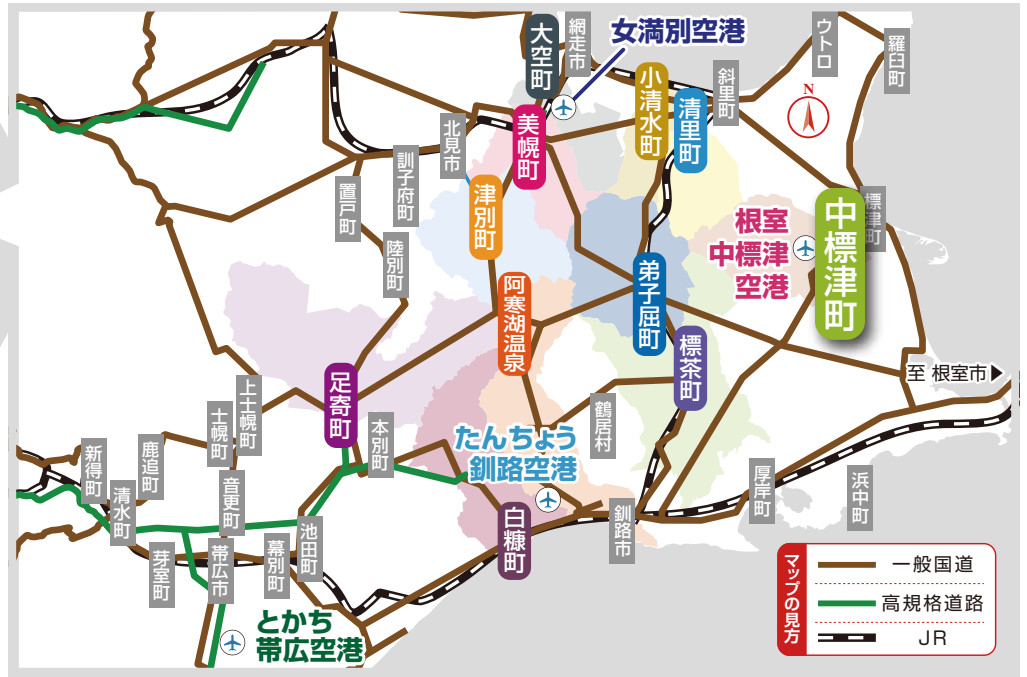 大空町
網走市
女満別空港
ウトロ
羅臼町
小清水町
斜里町
N
清里町
美幌町
北見市
訓子府町
置戸町
津別町
陸別町
根室
中標津
空港
中標津町
標津町
弟子屈町
阿寒湖温泉
標茶町
至 根室市▶
足寄町
上士幌町
士幌町
本別町
鶴居村
たんちょう
釧路空港
新得町
鹿追町
清水町
音更町
芽室町
帯広市
幕別町
池田町
白糠町
釧路市
厚岸町
浜中町
とかち
帯広空港
マップの見方
一般国道
高規格道路
JR